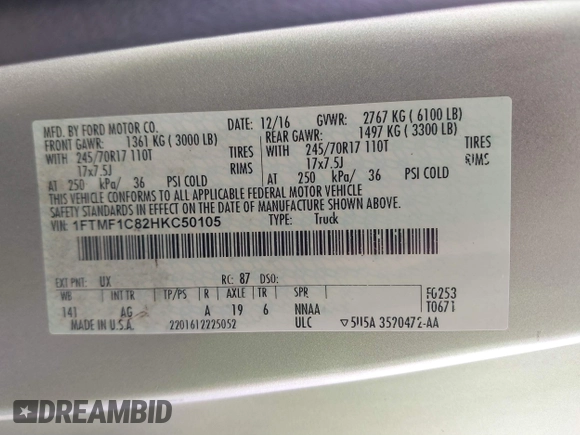 MFD. BY FORD MOTOR CO.
DATE: 12/16 GVWR: 2767 KG ( 6100 LB)
FRONT GAWR: 1361 KG ( 3000 LB)
REAR GAWR: 1497 KG ( 3300 LB)
WITH 245/70R17 110T TIRES
WITH 245/70R17 110T TIRES
17x7.5J RIMS
17x7.5J RIMS
AT 250 kPa/ 36 PSI COLD
AT 250 kPa/ 36 PSI COLD
THIS VEHICLE CONFORMS TO ALL APPLICABLE FEDERAL MOTOR VEHICLE
SAFETY STANDARDS IN EFFECT ON THE DATE OF MANUFACTURE SHOWN ABOVE
VIN: 1FTMF1C82HKC50105 TYPE: Truck
EXT PNT: UX RC: 87 DSO:
WB INT TR TP/PS R AXLE TR SPR
141 AG A 19 6 NNAA
FG253
T0671
MADE IN U.S.A. 2201612225052 ULC
DREAMBID